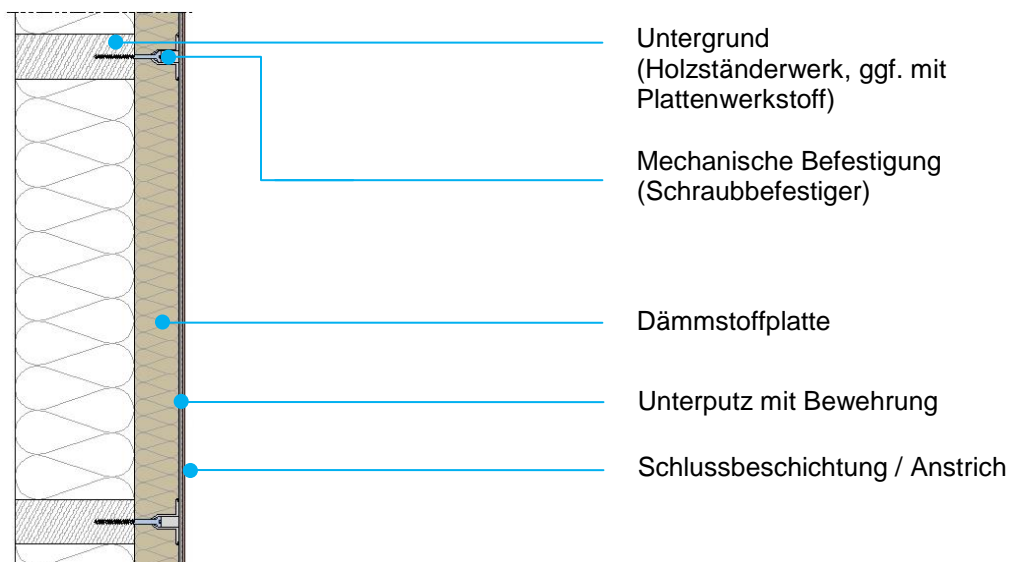 Untergrund
(Holzständerwerk, ggf. mit
Plattenwerkstoff)
Mechanische Befestigung
(Schraubbefestiger)
Dämmstoffplatte
Unterputz mit Bewehrung
Schlussbeschichtung / Anstrich